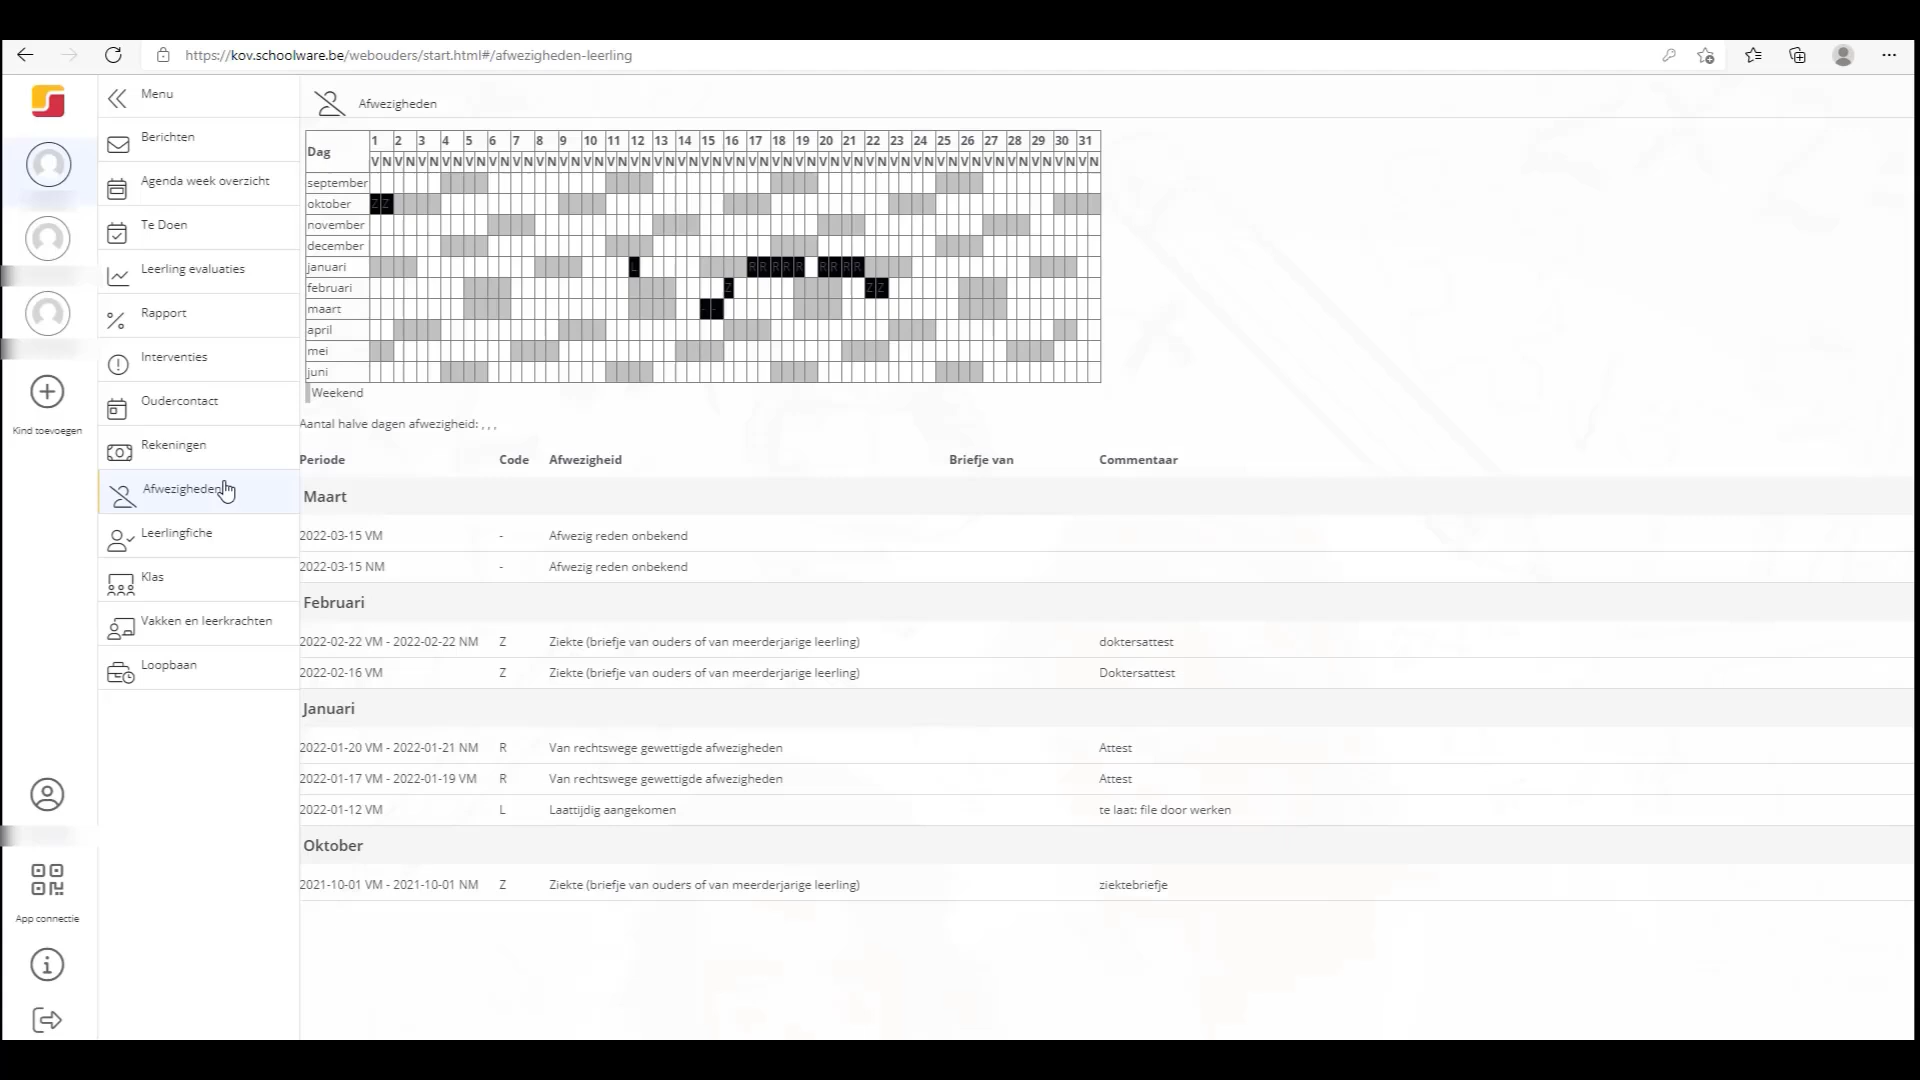 https://kov.schoolware.be/webouders/start.html#/afwezigheden-leerling
Menu
Berichten
Agenda week overzicht
Te Doen
Leerling evaluaties
Rapport
Interventies
Oudercontact
Rekeningen
Afwezigheden
Leerlingfiche
Klas
Vakken en leerkrachten
Loopbaan
Kind toevoegen
App connectie
Afwezigheden
Dag 1 2 3 4 5 6 7 8 9 10 11 12 13 14 15 16 17 18 19 20 21 22 23 24 25 26 27 28 29 30 31
V N V N V N V N V N V N V N V N V N V N V N V N V N V N V N V N V N V N V N V N V N V N V N V N V N V N V N V N V N V N V N
september
oktober Z Z
november
december
januari L R R R R R R R R R
februari Z Z Z
maart - -
april
mei
juni
Weekend
Aantal halve dagen afwezigheid: , , ,
Periode Code Afwezigheid Briefje van Commentaar
Maart
2022-03-15 VM - Afwezig reden onbekend
2022-03-15 NM - Afwezig reden onbekend
Februari
2022-02-22 VM - 2022-02-22 NM Z Ziekte (briefje van ouders of van meerderjarige leerling) doktersattest
2022-02-16 VM Z Ziekte (briefje van ouders of van meerderjarige leerling) Doktersattest
Januari
2022-01-20 VM - 2022-01-21 NM R Van rechtswege gewettigde afwezigheden Attest
2022-01-17 VM - 2022-01-19 VM R Van rechtswege gewettigde afwezigheden Attest
2022-01-12 VM L Laattijdig aangekomen te laat: file door werken
Oktober
2021-10-01 VM - 2021-10-01 NM Z Ziekte (briefje van ouders of van meerderjarige leerling) ziektebriefje